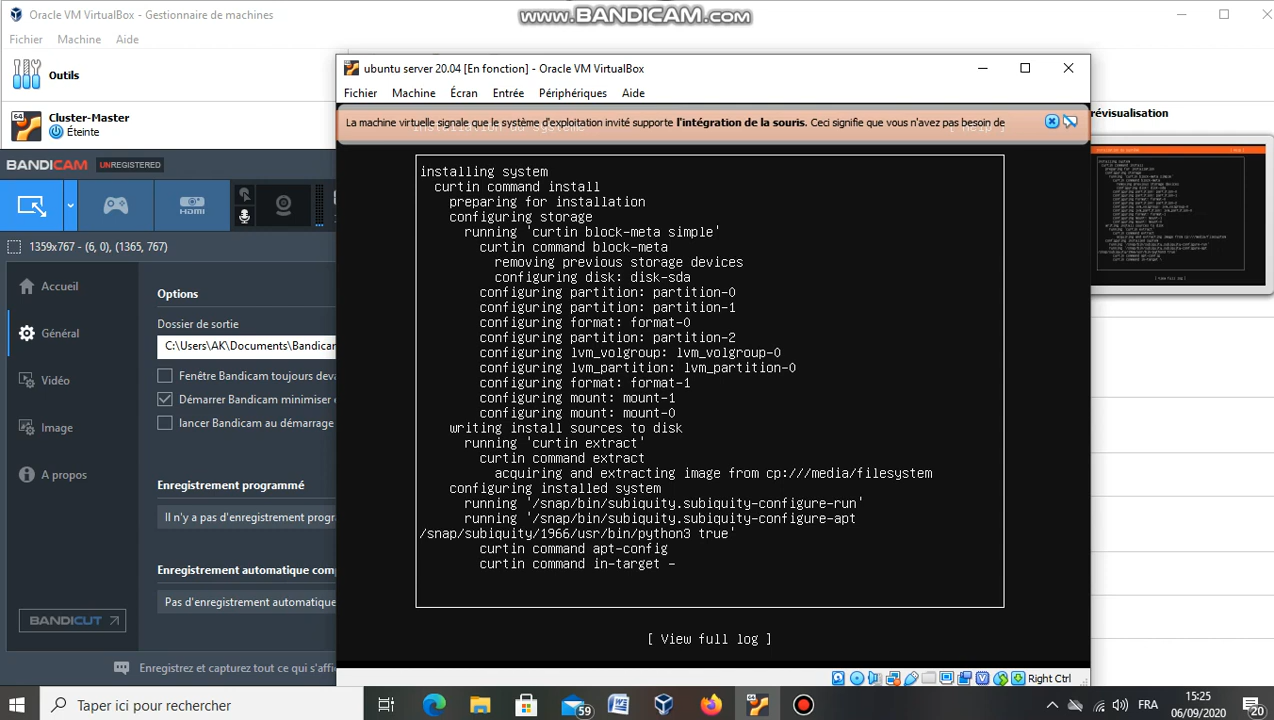 Oracle VM VirtualBox - Gestionnaire de machines
www.BANDICAM.com
Fichier Machine Aide
Outils
Cluster-Master
Éteinte
BANDICAM UNREGISTERED
HDMI
1359x767 - (6, 0), (1365, 767)
Accueil
Général
Vidéo
Image
A propos
Options
Dossier de sortie
C:\Users\AK\Documents\Bandicam
Fenêtre Bandicam toujours deva
Démarrer Bandicam minimiser
lancer Bandicam au démarrage
Enregistrement programmé
Il n'y a pas d'enregistrement progr
Enregistrement automatique comp
Pas d'enregistrement automatique
BANDICUT
Enregistrez et capturez tout ce qui s'affi
ubuntu server 20.04 [En fonction] - Oracle VM VirtualBox
Fichier Machine Écran Entrée Périphériques Aide
La machine virtuelle signale que le système d'exploitation invité supporte l'intégration de la souris. Ceci signifie que vous n'avez pas besoin de
[ Help ]
installing system
curtin command install
preparing for installation
configuring storage
running 'curtin block-meta simple'
curtin command block-meta
removing previous storage devices
configuring disk: disk-sda
configuring partition: partition-0
configuring partition: partition-1
configuring format: format-0
configuring partition: partition-2
configuring lvm_volgroup: lvm_volgroup-0
configuring lvm_partition: lvm_partition-0
configuring format: format-1
configuring mount: mount-1
configuring mount: mount-0
writing install sources to disk
running 'curtin extract'
curtin command extract
acquiring and extracting image from cp:///media/filesystem
configuring installed system
running '/snap/bin/subiquity.subiquity-configure-run'
running '/snap/bin/subiquity.subiquity-configure-apt
/snap/subiquity/1966/usr/bin/python3 true'
curtin command apt-config
curtin command in-target -
[ View full log ]
Right Ctrl
révisualisation
Taper ici pour rechercher
59
FRA
15:25
06/09/2020
20